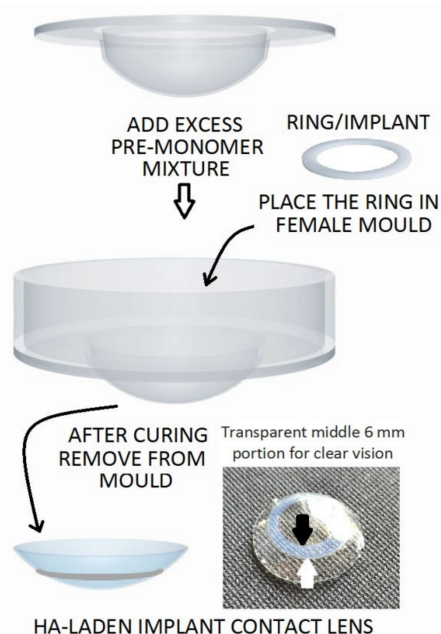 ADD EXCESS
PRE-MONOMER
MIXTURE
RING/IMPLANT
PLACE THE RING IN
FEMALE MOULD
AFTER CURING
REMOVE FROM
MOULD
Transparent middle 6 mm
portion for clear vision
HA-LADEN IMPLANT CONTACT LENS